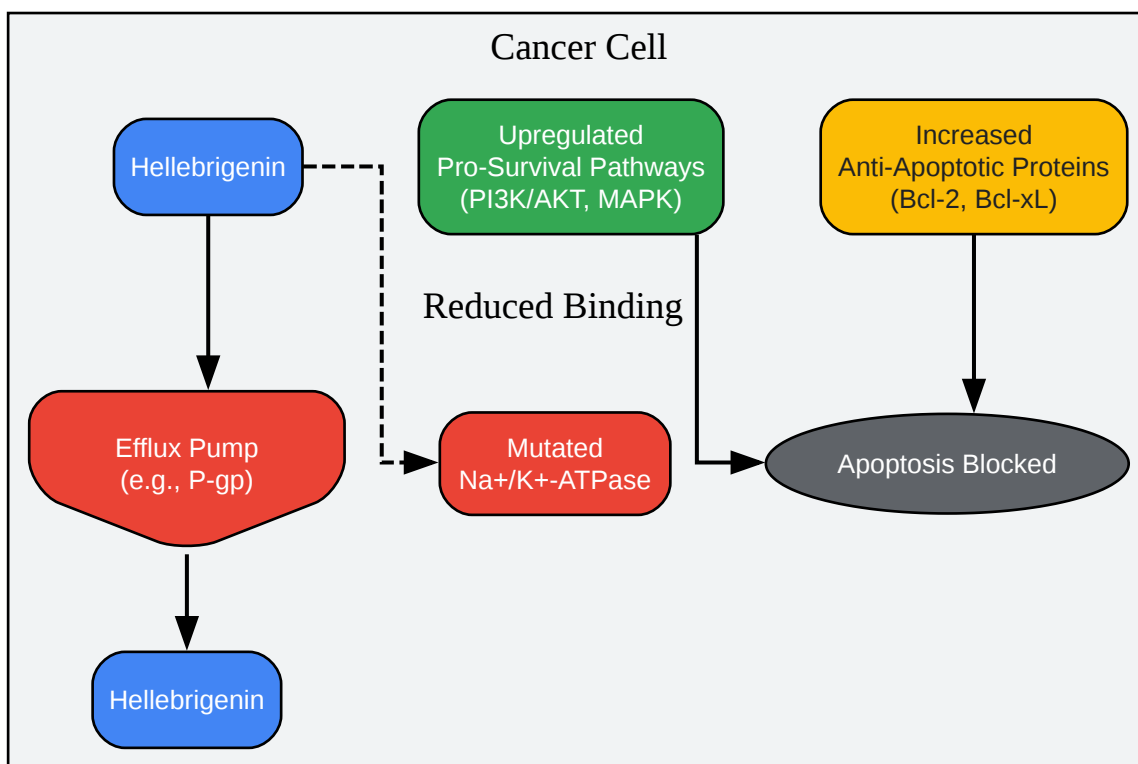 Cancer Cell
Hellebrigenin
Upregulated
Pro-Survival Pathways
(PI3K/AKT, MAPK)
Increased
Anti-Apoptotic Proteins
(Bcl-2, Bcl-xL)
Reduced Binding
Efflux Pump
(e.g., P-gp)
Mutated
Na+/K+-ATPase
Apoptosis Blocked
Hellebrigenin